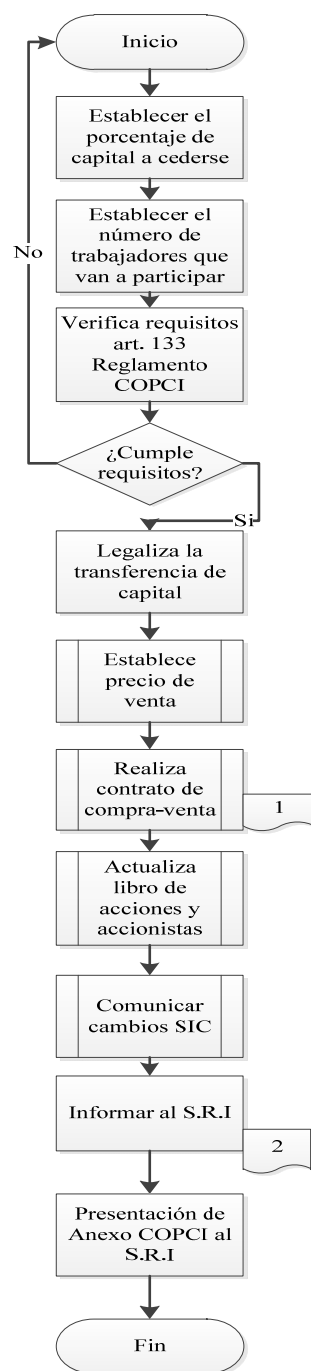 Inicio
Establecer el
porcentaje de
capital a cederse
Establecer el
número de
trabajadores que
van a participar
No
Verifica requisitos
art. 133
Reglamento
COPCI
¿Cumple
requisitos?
Si
Legaliza la
transferencia de
capital
Establece
precio de
venta
Realiza
contrato de
compra-venta
1
Actualiza
libro de
acciones y
accionistas
Comunicar
cambios SIC
Informar al S.R.I
2
Presentación de
Anexo COPCI al
S.R.I
Fin